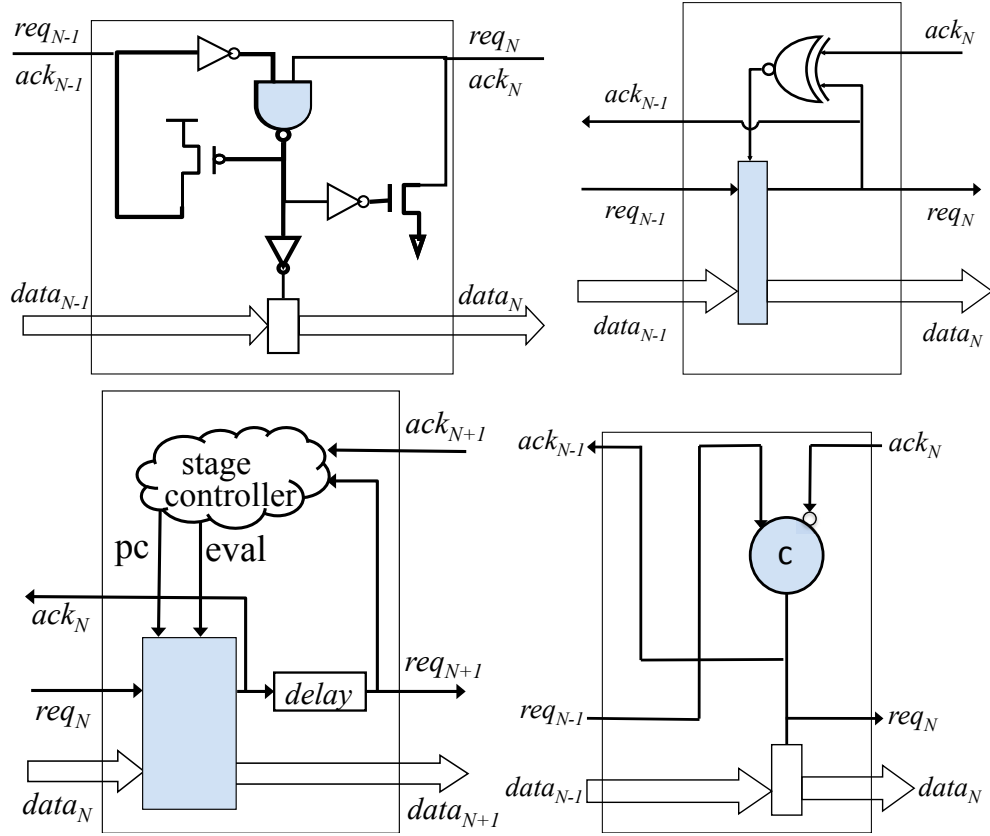 req_{N-1}
ack_{N-1}
req_N
ack_N
data_{N-1}
data_N
ack_N
ack_{N-1}
req_{N-1}
req_N
data_{N-1}
data_N
ack_{N+1}
stage
controller
pc
eval
ack_N
req_{N+1}
delay
req_N
data_N
data_{N+1}
ack_{N-1}
ack_N
C
req_{N-1}
req_N
data_{N-1}
data_N